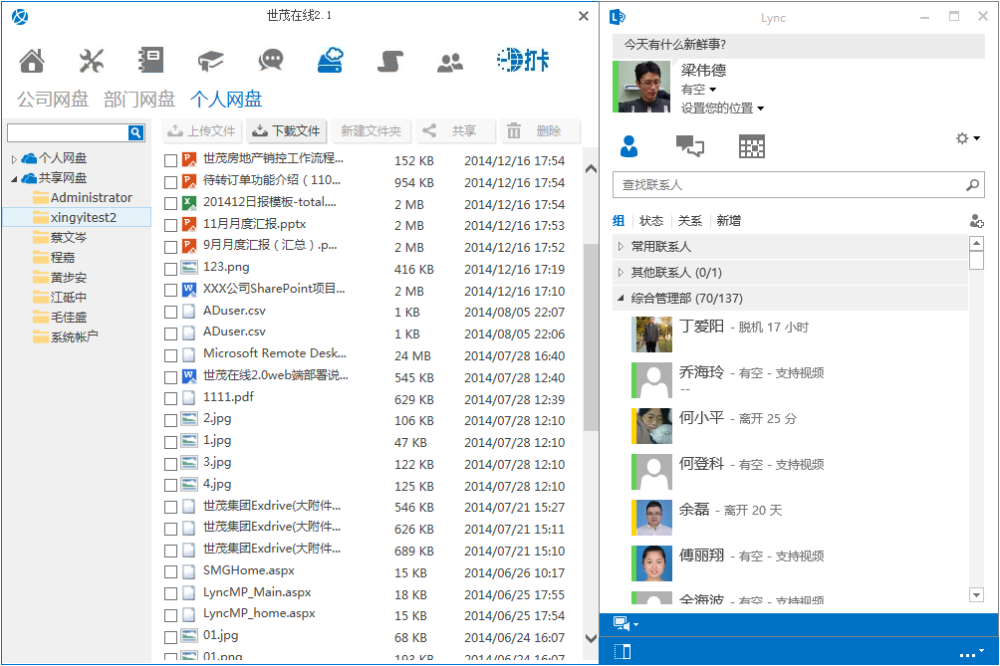 世茂在线2.1
打卡
公司网盘 部门网盘 个人网盘
上传文件 下载文件 新建文件夹 共享 删除
个人网盘
共享网盘
Administrator
xingyitest2
蔡文岑
程嘉
黄步安
江砥中
毛佳盛
系统帐户
世茂房地产销控工作流程... 152 KB 2014/12/16 17:54
待转订单功能介绍（110... 954 KB 2014/12/16 17:54
201412日报模板-total.... 2 MB 2014/12/16 17:54
11月月度汇报.pptx 2 MB 2014/12/16 17:53
9月月度汇报（汇总）.p... 2 MB 2014/12/16 17:52
123.png 416 KB 2014/12/16 17:19
XXX公司SharePoint项目... 2 MB 2014/12/16 17:10
ADuser.csv 1 KB 2014/08/05 22:07
ADuser.csv 1 KB 2014/08/05 22:06
Microsoft Remote Desk... 24 MB 2014/07/28 16:40
世茂在线2.0web端部署说... 545 KB 2014/07/28 12:40
1111.pdf 629 KB 2014/07/28 12:39
2.jpg 106 KB 2014/07/28 12:10
1.jpg 47 KB 2014/07/28 12:10
3.jpg 122 KB 2014/07/28 12:10
4.jpg 125 KB 2014/07/28 12:10
世茂集团Exdrive(大附件... 546 KB 2014/07/21 15:27
世茂集团Exdrive(大附件... 626 KB 2014/07/21 15:11
世茂集团Exdrive(大附件... 689 KB 2014/07/21 15:10
SMGHome.aspx 15 KB 2014/06/26 10:17
LyncMP_Main.aspx 18 KB 2014/06/25 17:55
LyncMP_home.aspx 15 KB 2014/06/25 17:54
01.jpg 68 KB 2014/06/24 16:07
01.png 193 KB 2014/06/24 16:07
Lync
今天有什么新鲜事?
梁伟德
有空
设置您的位置
查找联系人
组 状态 关系 新增
常用联系人
其他联系人 (0/1)
综合管理部 (70/137)
丁爱阳 - 脱机 17 小时
乔海玲 - 有空 - 支持视频
--
何小平 - 离开 25 分
何登科 - 有空 - 支持视频
余磊 - 离开 20 天
傅丽翔 - 有空 - 支持视频
余海波 - 有空 - 支持视频